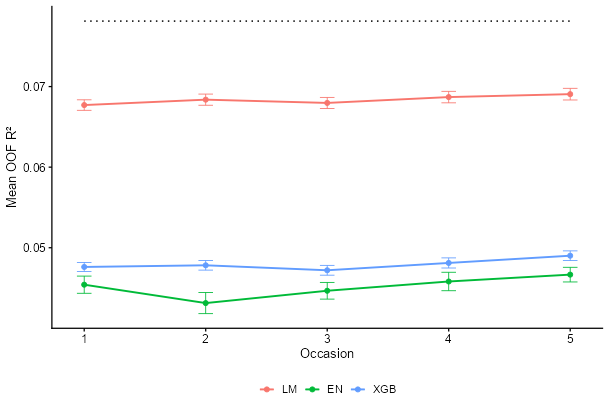 Mean OOF R²
0.07
0.06
0.05
1 2 3 4 5
Occasion
LM EN XGB